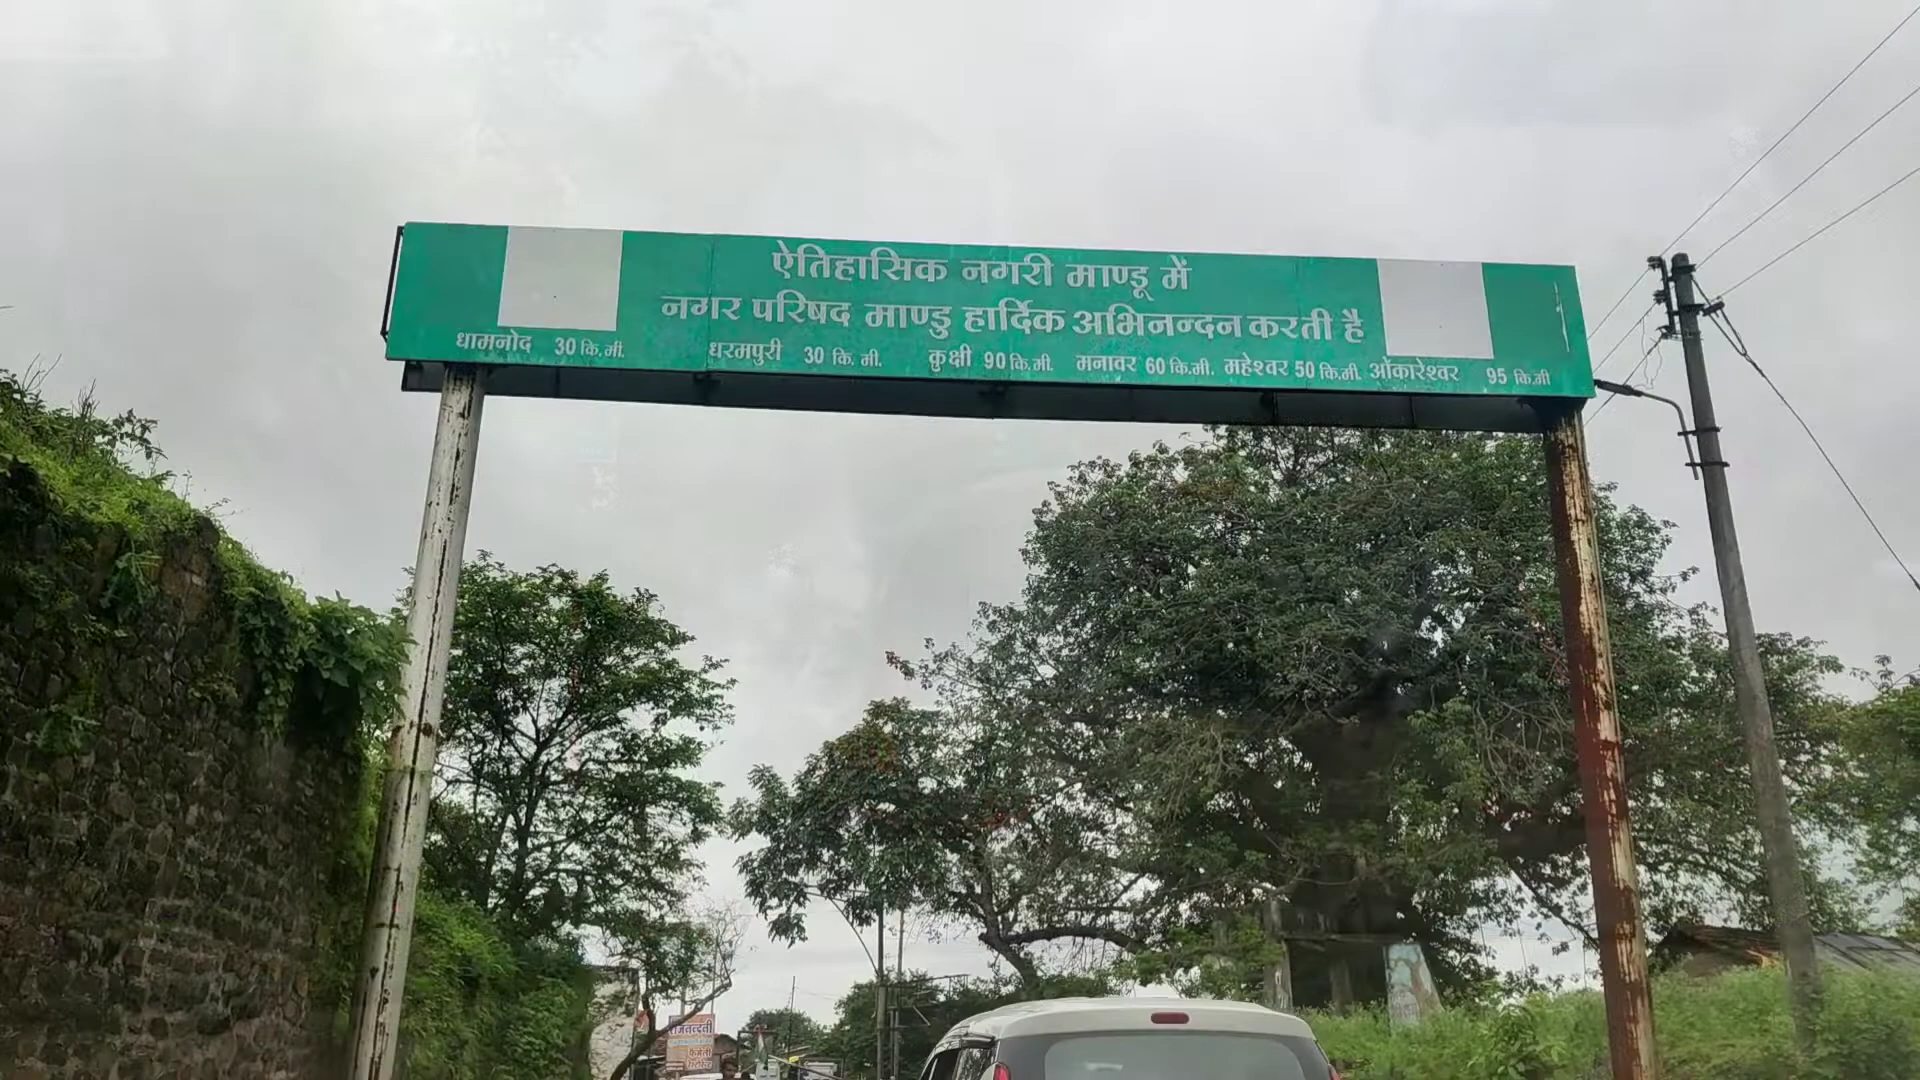 ऐतिहासिक नगरी माण्डू में
नगर परिषद माण्डु हार्दिक अभिनन्दन करती है
धामनोद 30 कि.मी. धरमपुरी 30 कि. मी. कुक्षी 90 कि.मी. मनावर 60 कि.मी. महेश्वर 50 कि.मी. ओंकारेश्वर 95 कि.मी